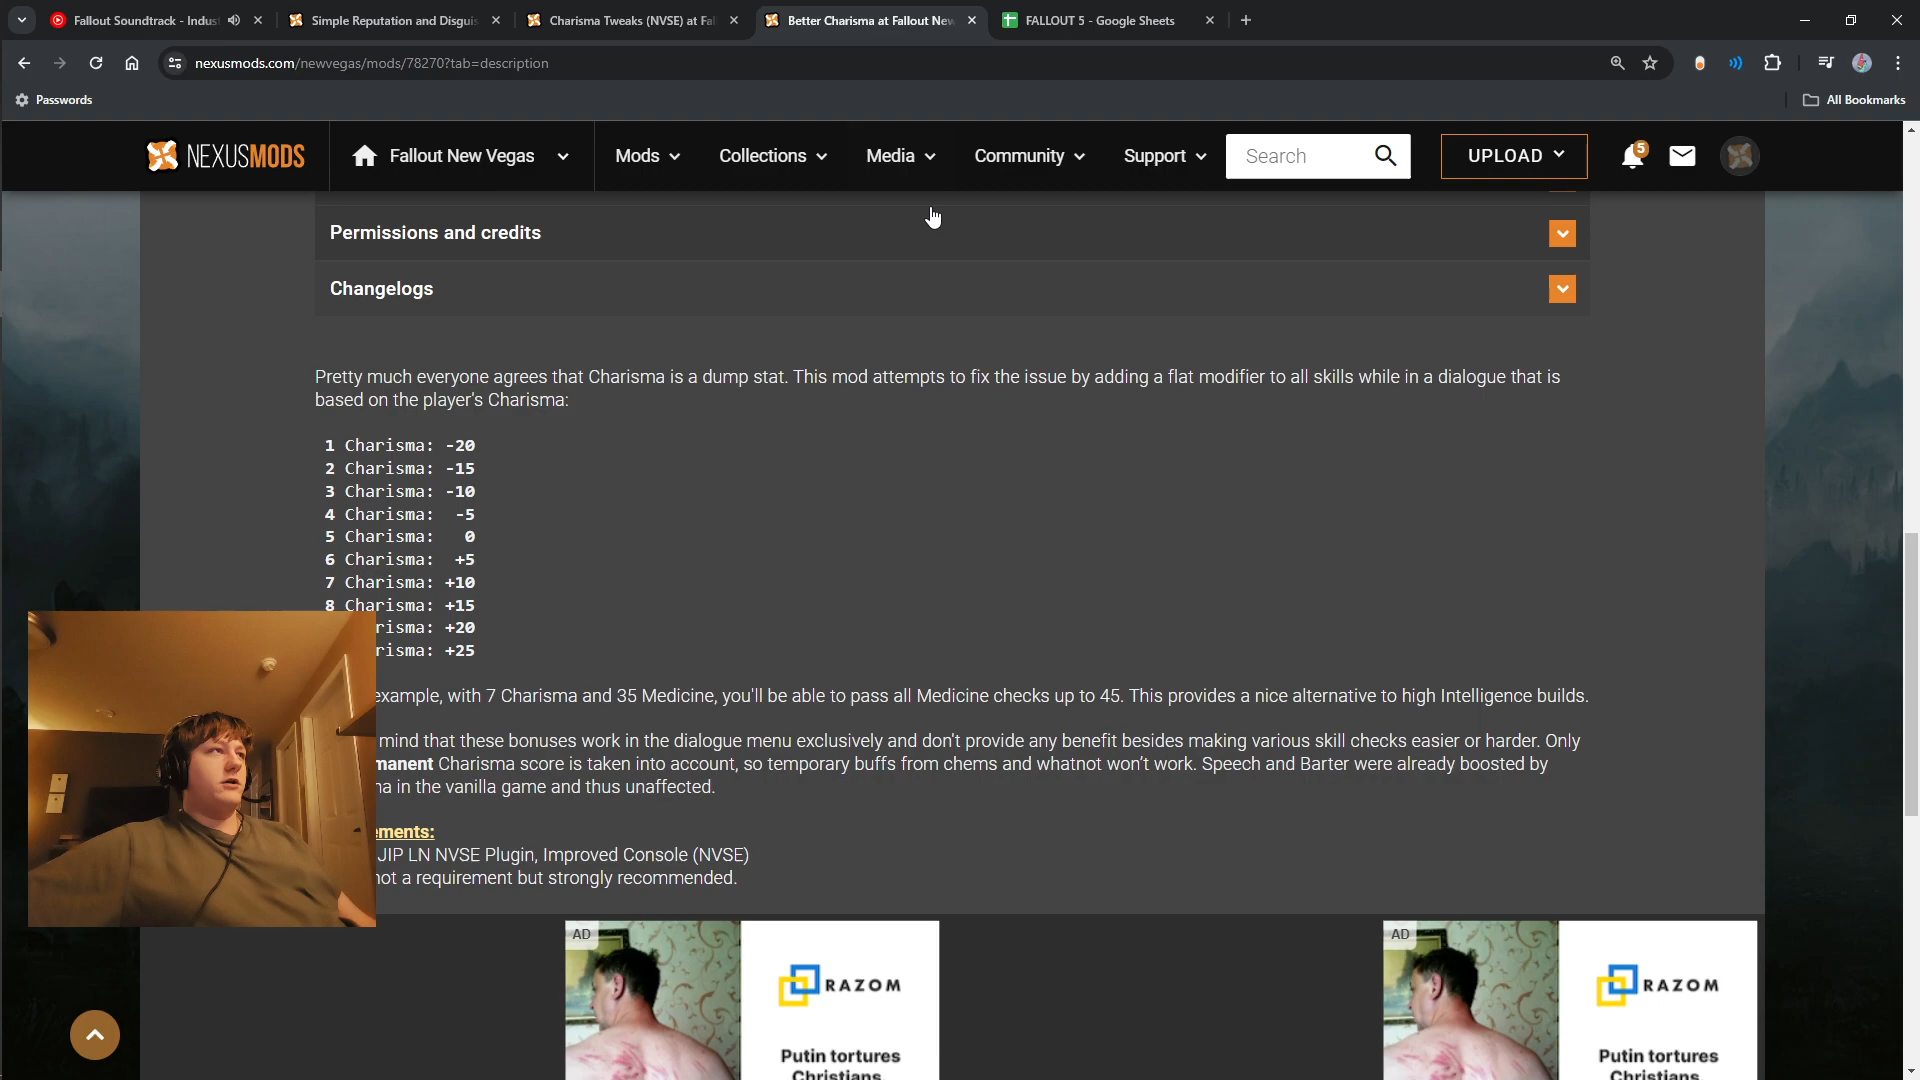 Fallout Soundtrack - Indus
Simple Reputation and Disguis
Charisma Tweaks (NVSE) at Fal
Better Charisma at Fallout New
FALLOUT 5 - Google Sheets
nexusmods.com/newvegas/mods/78270?tab=description
Passwords
All Bookmarks
NEXUSMODS
Fallout New Vegas
Mods
Collections
Media
Community
Support
Search
UPLOAD
5
Permissions and credits
Changelogs
Pretty much everyone agrees that Charisma is a dump stat. This mod attempts to fix the issue by adding a flat modifier to all skills while in a dialogue that is
based on the player's Charisma:
1 Charisma: -20
2 Charisma: -15
3 Charisma: -10
4 Charisma: -5
5 Charisma: 0
6 Charisma: +5
7 Charisma: +10
8 Charisma: +15
risma: +20
risma: +25
example, with 7 Charisma and 35 Medicine, you'll be able to pass all Medicine checks up to 45. This provides a nice alternative to high Intelligence builds.
mind that these bonuses work in the dialogue menu exclusively and don't provide any benefit besides making various skill checks easier or harder. Only
manent Charisma score is taken into account, so temporary buffs from chems and whatnot won't work. Speech and Barter were already boosted by
na in the vanilla game and thus unaffected.
ements:
JIP LN NVSE Plugin, Improved Console (NVSE)
not a requirement but strongly recommended.
AD
RAZOM
Putin tortures
Christians.
AD
RAZOM
Putin tortures
Christians.